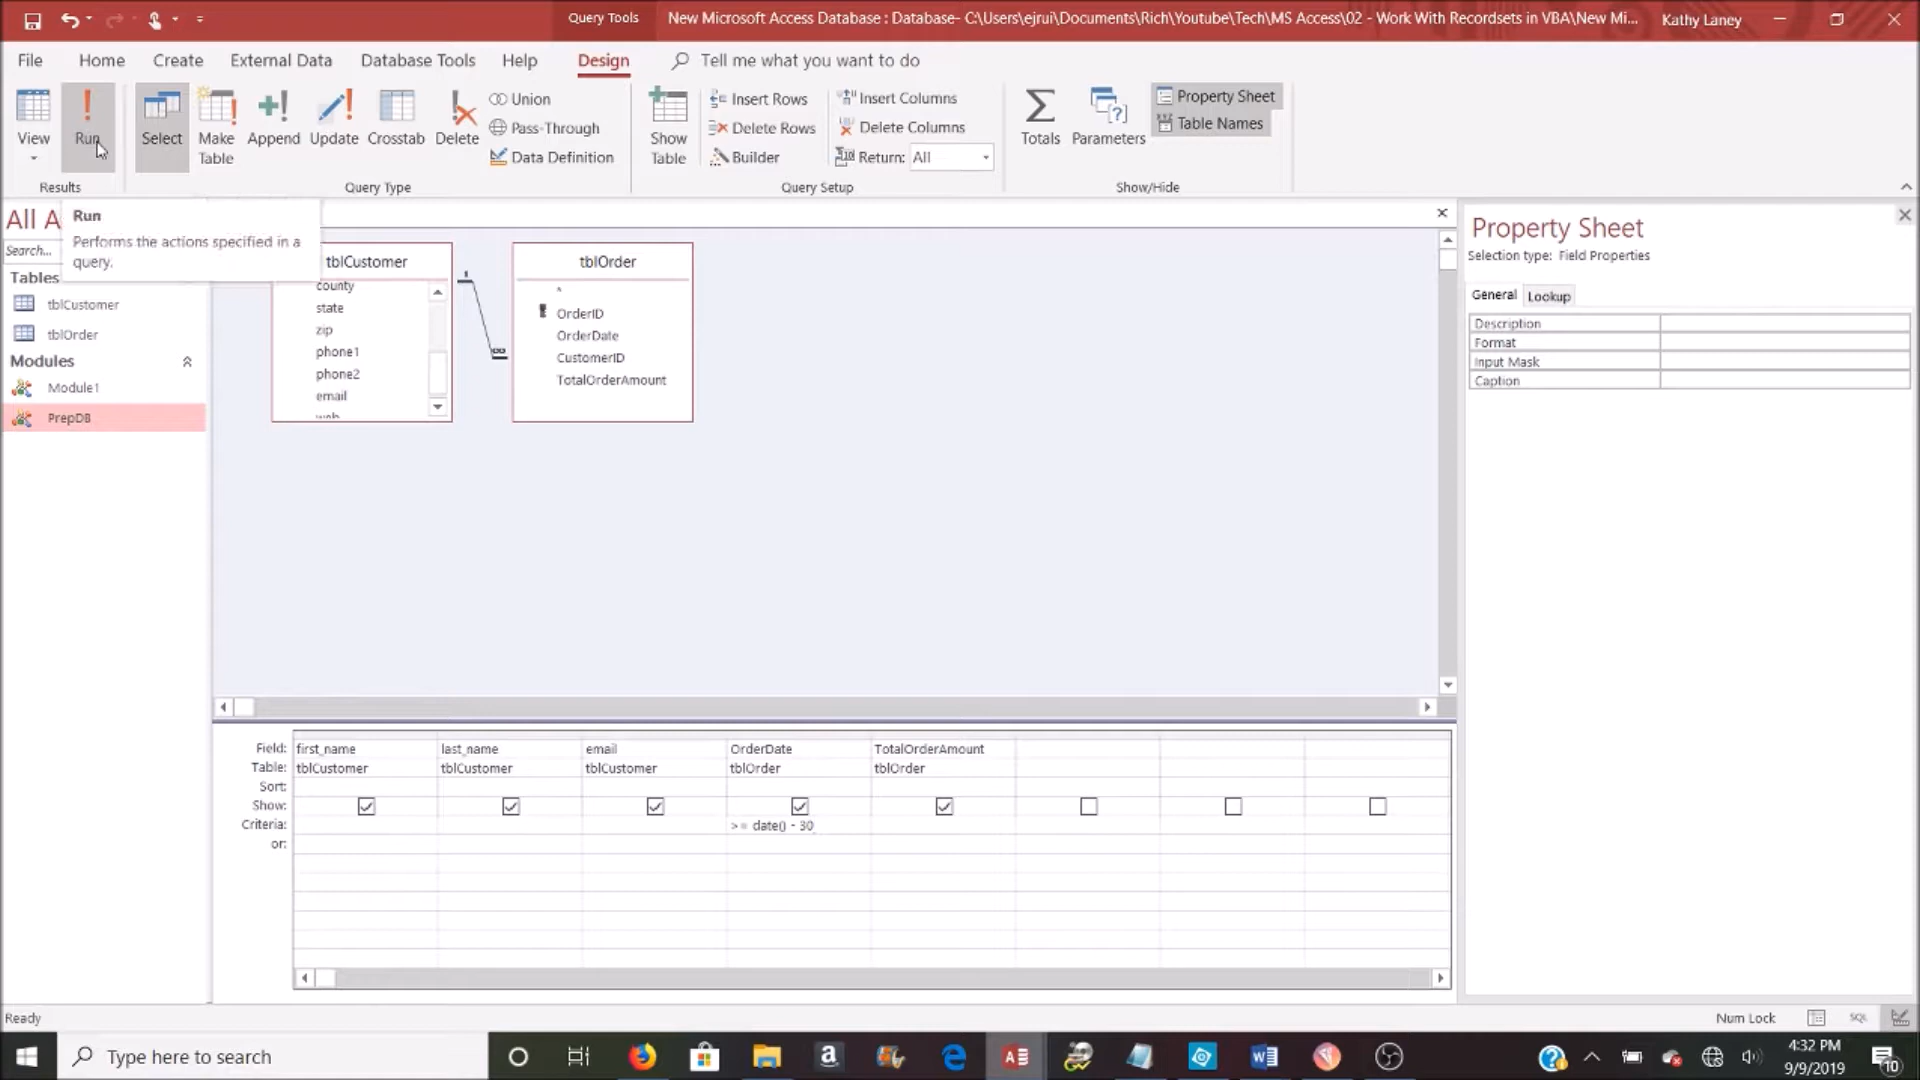 Query Tools
New Microsoft Access Database : Database- C:\Users\ejrui\Documents\Rich\Youtube\Tech\MS Access\02 - Work With Recordsets in VBA\New Mi...
Kathy Laney
File
Home
Create
External Data
Database Tools
Help
Design
Tell me what you want to do
View
Run
Select
Make Table
Append
Update
Crosstab
Delete
Union
Pass-Through
Data Definition
Show Table
Insert Rows
Delete Rows
Builder
Insert Columns
Delete Columns
Return: All
Totals
Parameters
Property Sheet
Table Names
Results
Query Type
Query Setup
Show/Hide
All A
Search...
Run
Performs the actions specified in a
query.
Tables
tblCustomer
tblOrder
Modules
Module1
PrepDB
tblCustomer
county
state
zip
phone1
phone2
email
tblOrder
*
OrderID
OrderDate
CustomerID
TotalOrderAmount
Property Sheet
Selection type: Field Properties
General
Lookup
Description
Format
Input Mask
Caption
Field: first_name last_name email OrderDate TotalOrderAmount
Table: tblCustomer tblCustomer tblCustomer tblOrder tblOrder
Sort:
Show:
Criteria: >= date() - 30
or:
Ready
Num Lock
SQL
Type here to search
4:32 PM
9/9/2019
10